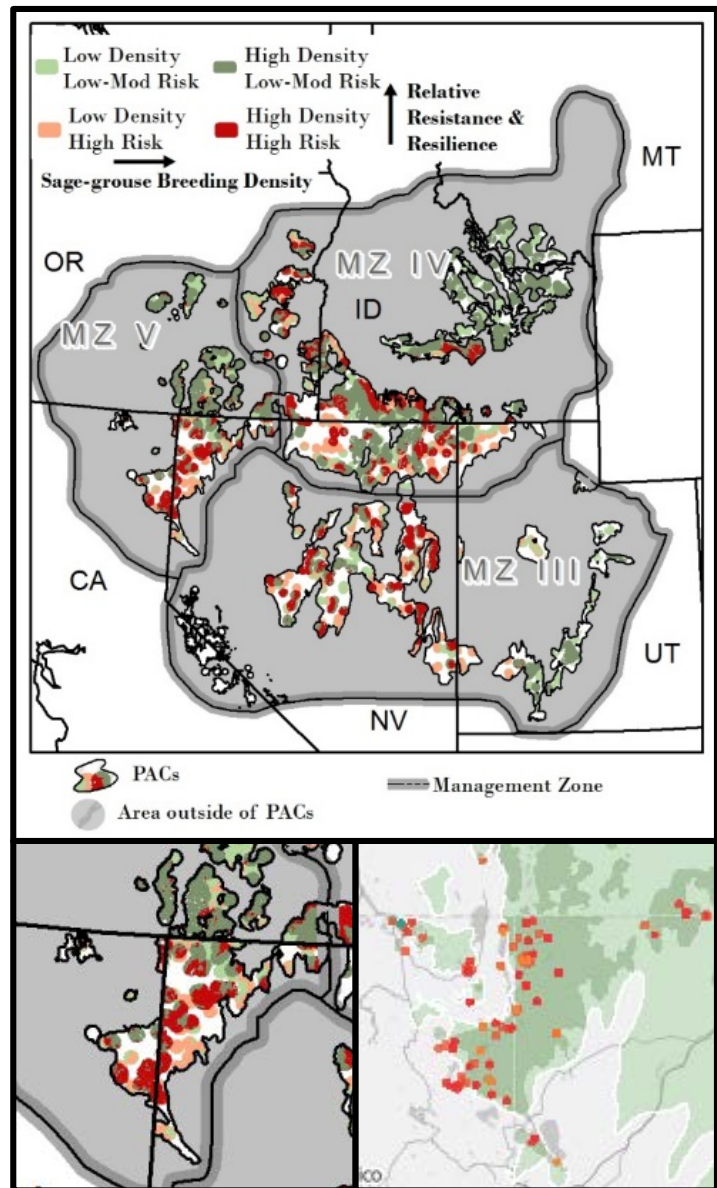 Low Density
Low-Mod Risk
High Density
Low-Mod Risk
Low Density
High Risk
High Density
High Risk
Relative
Resistance &
Resilience
Sage-grouse Breeding Density
MT
OR
MZ IV
ID
MZ V
CA
MZ III
UT
NV
PACs
Management Zone
Area outside of PACs
ico